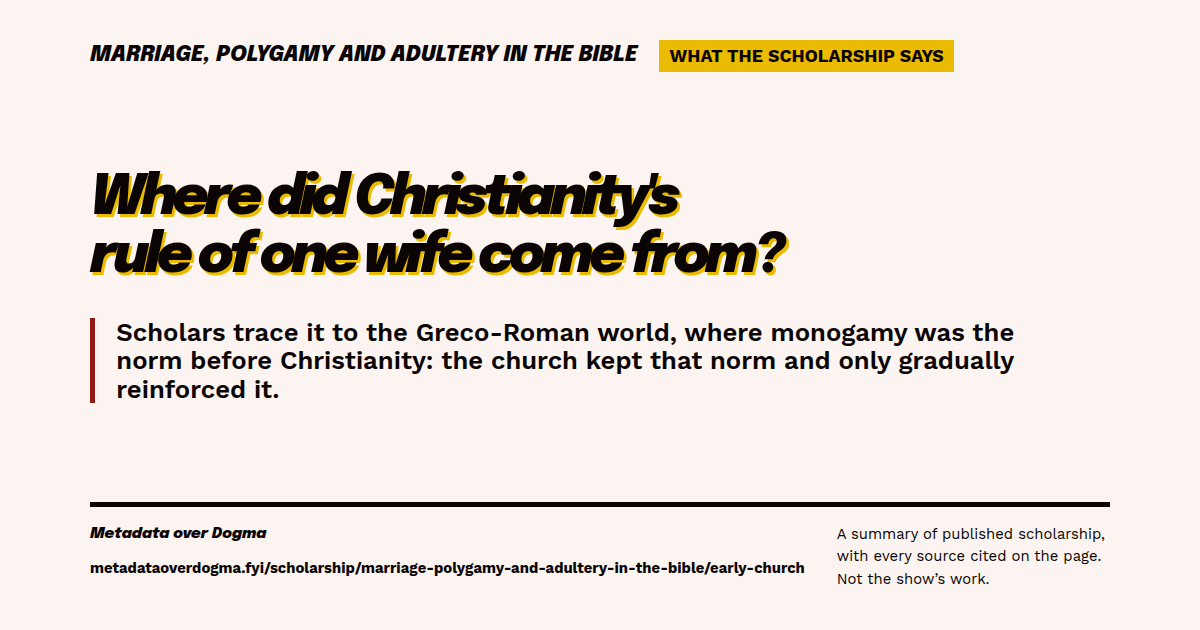 MARRIAGE, POLYGAMY AND ADULTERY IN THE BIBLE
WHAT THE SCHOLARSHIP SAYS
Where did Christianity's
rule of one wife come from?
Scholars trace it to the Greco-Roman world, where monogamy was the
norm before Christianity: the church kept that norm and only gradually
reinforced it.
Metadata over Dogma
metadataoverdogma.fyi/scholarship/marriage-polygamy-and-adultery-in-the-bible/early-church
A summary of published scholarship,
with every source cited on the page.
Not the show’s work.